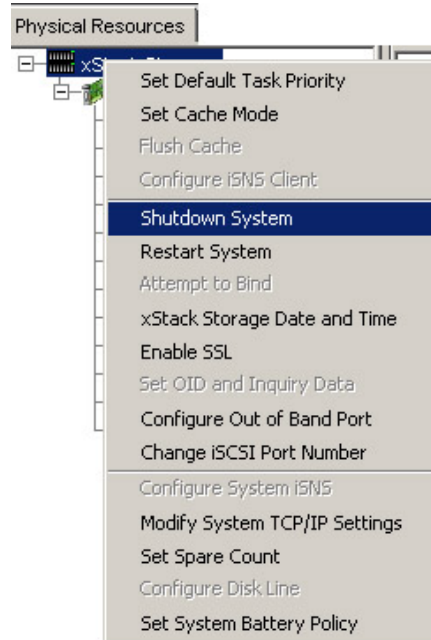 Physical Resources
Set Default Task Priority
Set Cache Mode
Flush Cache
Configure iSNS Client
Shutdown System
Restart System
Attempt to Bind
xStack Storage Date and Time
Enable SSL
Set OID and Inquiry Data
Configure Out of Band Port
Change iSCSI Port Number
Configure System iSNS
Modify System TCP/IP Settings
Set Spare Count
Configure Disk Line
Set System Battery Policy